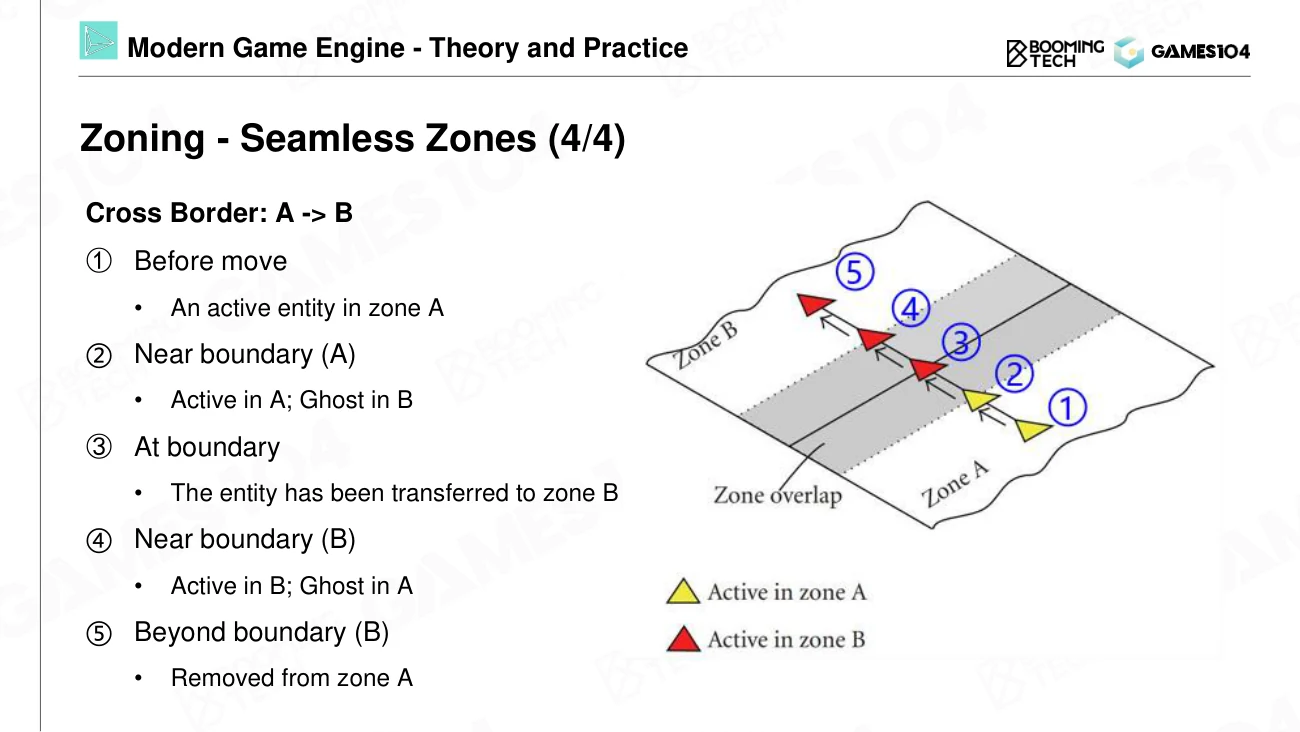 Modern Game Engine - Theory and Practice
BOOMING
TECH
GAMES104
Zoning - Seamless Zones (4/4)
Cross Border: A -> B
① Before move
• An active entity in zone A
② Near boundary (A)
• Active in A; Ghost in B
③ At boundary
• The entity has been transferred to zone B
④ Near boundary (B)
• Active in B; Ghost in A
⑤ Beyond boundary (B)
• Removed from zone A
⑤
④
③
②
①
Zone B
Zone A
Zone overlap
Active in zone A
Active in zone B